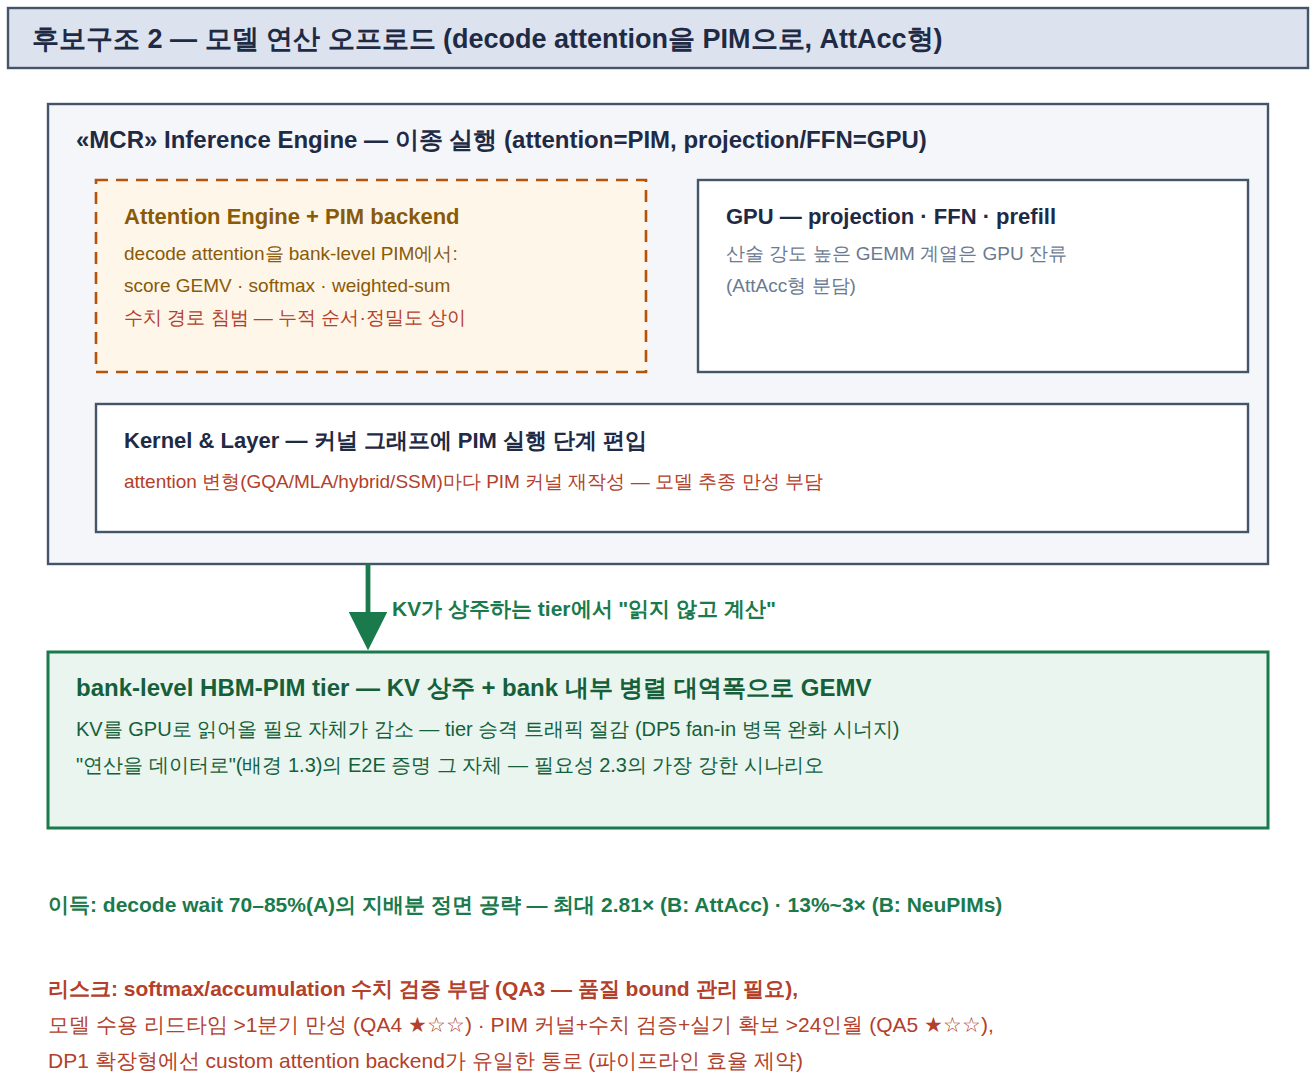 후보구조 2 — 모델 연산 오프로드 (decode attention을 PIM으로, AttAcc형)
«MCR» Inference Engine — 이종 실행 (attention=PIM, projection/FFN=GPU)
Attention Engine + PIM backend
decode attention을 bank-level PIM에서:
score GEMV · softmax · weighted-sum
수치 경로 침범 — 누적 순서·정밀도 상이
GPU — projection · FFN · prefill
산술 강도 높은 GEMM 계열은 GPU 잔류
(AttAcc형 분담)
Kernel & Layer — 커널 그래프에 PIM 실행 단계 편입
attention 변형(GQA/MLA/hybrid/SSM)마다 PIM 커널 재작성 — 모델 추종 만성 부담
KV가 상주하는 tier에서 "읽지 않고 계산"
bank-level HBM-PIM tier — KV 상주 + bank 내부 병렬 대역폭으로 GEMV
KV를 GPU로 읽어올 필요 자체가 감소 — tier 승격 트래픽 절감 (DP5 fan-in 병목 완화 시너지)
"연산을 데이터로"(배경 1.3)의 E2E 증명 그 자체 — 필요성 2.3의 가장 강한 시나리오
이득: decode wait 70–85%(A)의 지배분 정면 공략 — 최대 2.81× (B: AttAcc) · 13%~3× (B: NeuPIMs)
리스크: softmax/accumulation 수치 검증 부담 (QA3 — 품질 bound 관리 필요),
모델 수용 리드타임 >1분기 만성 (QA4 ★☆☆) · PIM 커널+수치 검증+실기 확보 >24인월 (QA5 ★☆☆),
DP1 확장형에선 custom attention backend가 유일한 통로 (파이프라인 효율 제약)